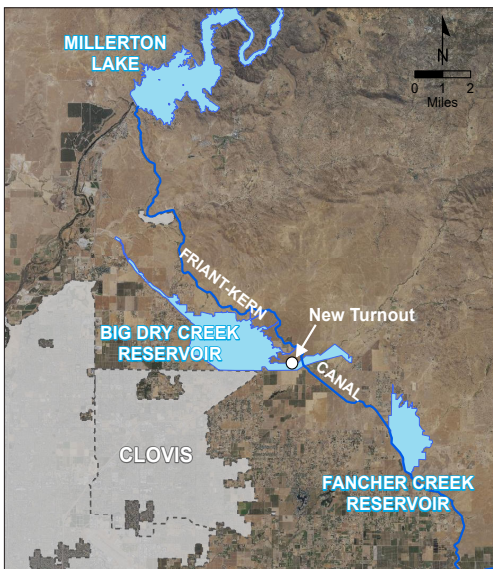 MILLERTON
LAKE
N
0 1 2
Miles
FRIANT-KERN
New Turnout
BIG DRY CREEK
RESERVOIR
CANAL
CLOVIS
FANCHER CREEK
RESERVOIR